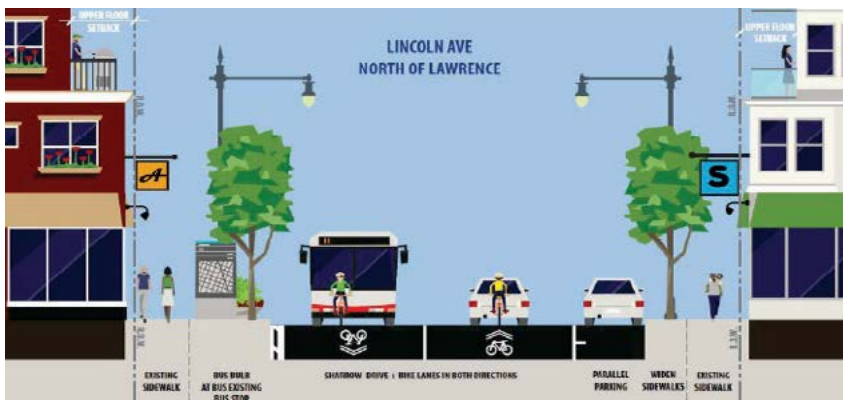 UPPER FLOOR
SETBACK
LINCOLN AVE
NORTH OF LAWRENCE
UPPER FLOOR
SETBACK
R.O.W.
R.O.W.
A
S
R.O.W.
R.O.W.
EXISTING
SIDEWALK
BUS BULB
AT BUS EXISTING
BUS STOP
SHARROW DRIVE + BIKE LANES IN BOTH DIRECTIONS
PARALLEL
PARKING
WIDEN
SIDEWALKS
EXISTING
SIDEWALK